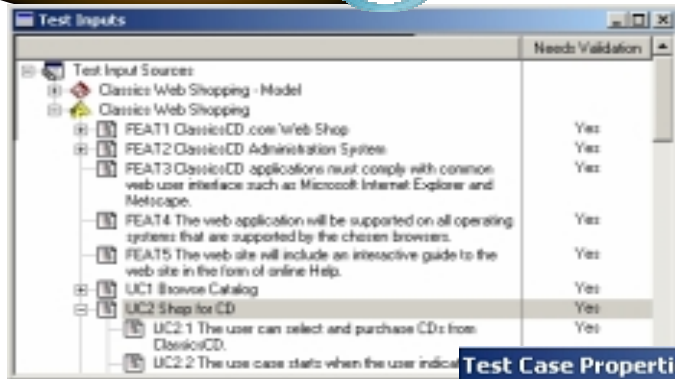 Test Inputs
Needs Validation
Test Input Sources
Classics Web Shopping - Model
Classics Web Shopping
FEAT1 ClassicsCD.com Web Shop Yes
FEAT2 ClassicsCD Administration System Yes
FEAT3 ClassicsCD applications must comply with common Yes
web user interface such as Microsoft Internet Explorer and
Netscape.
FEAT4 The web application will be supported on all operating Yes
systems that are supported by the chosen browsers.
FEAT5 The web site will include an interactive guide to the Yes
web site in the form of online Help.
UC1 Browse Catalog Yes
UC2 Shop for CD Yes
UC2.1 The user can select and purchase CDs from Yes
ClassicsCD.
UC2.2 The use case starts when the user
Test Case